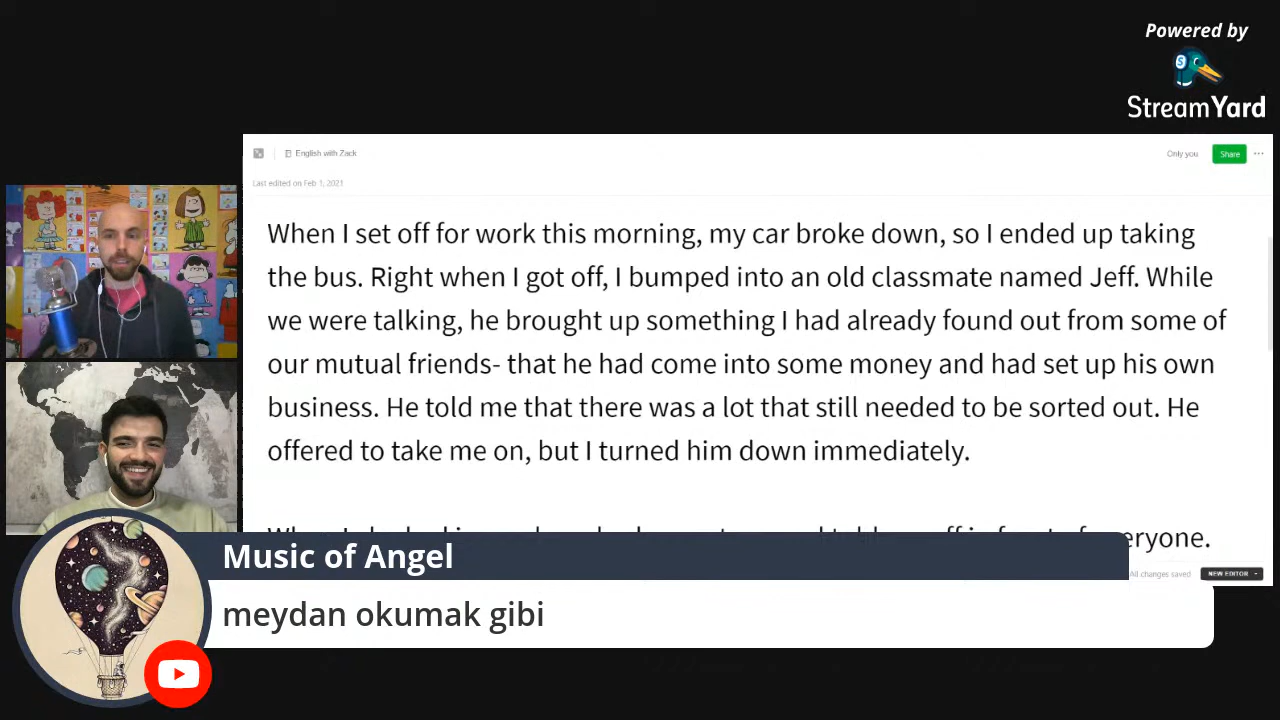 Powered by
StreamYard
English with Zack
Only you
Share
Last edited on Feb 1, 2021
When I set off for work this morning, my car broke down, so I ended up taking
the bus. Right when I got off, I bumped into an old classmate named Jeff. While
we were talking, he brought up something I had already found out from some of
our mutual friends- that he had come into some money and had set up his own
business. He told me that there was a lot that still needed to be sorted out. He
offered to take me on, but I turned him down immediately.
Music of Angel
All changes saved
NEW EDITOR
meydan okumak gibi